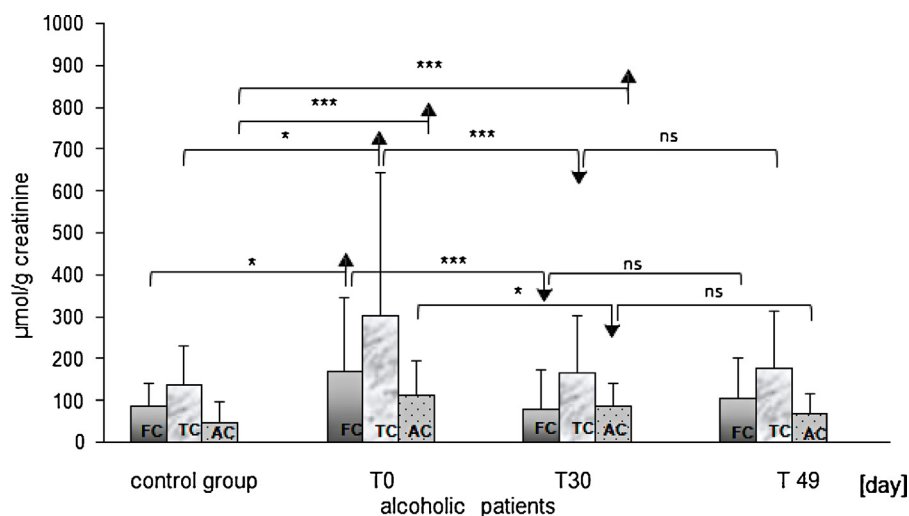 1000
900
800
700
600
500
400
300
200
100
0
µmol/g creatinine
***
***
* *** ns
* *** ns
* ns
FC TC AC FC TC AC FC TC AC FC TC AC
control group T0 T30 T 49 [day]
alcoholic patients